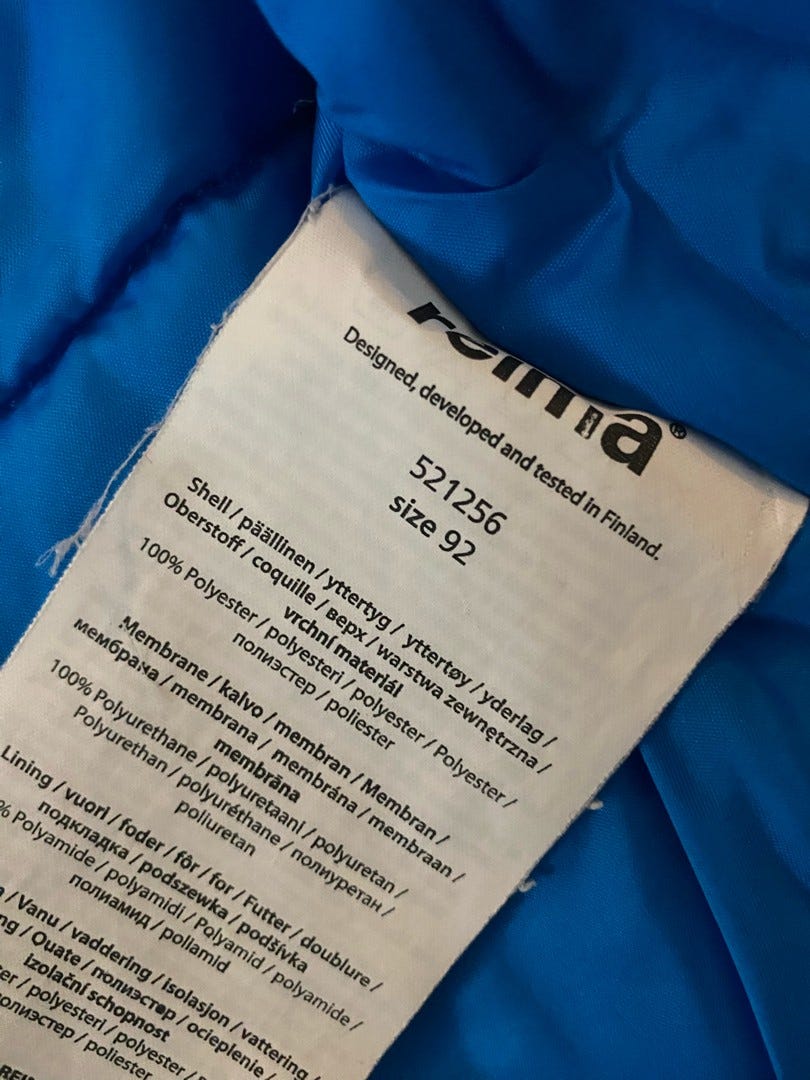 reima®
Designed, developed and tested in Finland.
521256
size 92
Shell / päällinen / yttertyg / yttertøy / yderlag /
Oberstoff / coquille / верх / warstwa zewnętrzna /
vrchní materiál
100% Polyester / polyesteri / polyester / Polyester /
полиэстер / poliester
Membrane / kalvo / membran / Membran /
мембрана / membrana / membrána / membraan /
membrāna
100% Polyurethane / polyuretaani / polyuretan /
Polyurethan / polyuréthane / полиуретан /
poliuretan
Lining / vuori / foder / fôr / for / Futter / doublure /
подкладка / podszewka / podšívka
% Polyamide / polyamidi / Polyamid / polyamide /
полиамид / poliamid
/ Vanu / vaddering / isolasjon / vattering /
/ Ouate / полиэстер / ocieplenie /
izolační schopnost
/ polyesteri / polyester /
/ poliester